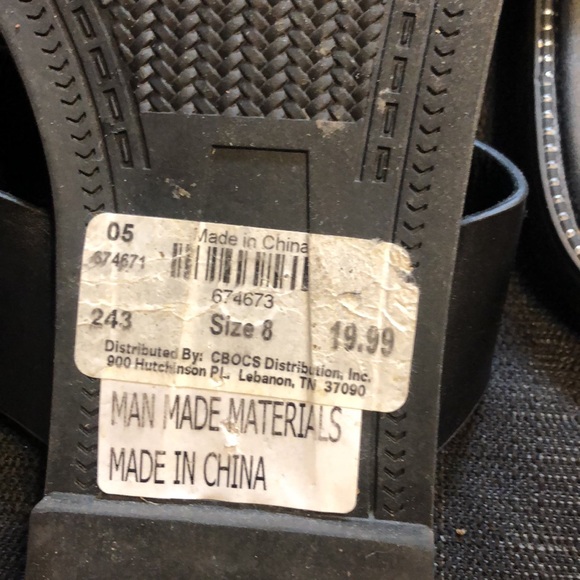 05 Made in China
674671
674673
243 Size 8 19.99
Distributed By: CBOCS Distribution, Inc.
900 Hutchinson PL. Lebanon, TN 37090
MAN MADE MATERIALS
MADE IN CHINA